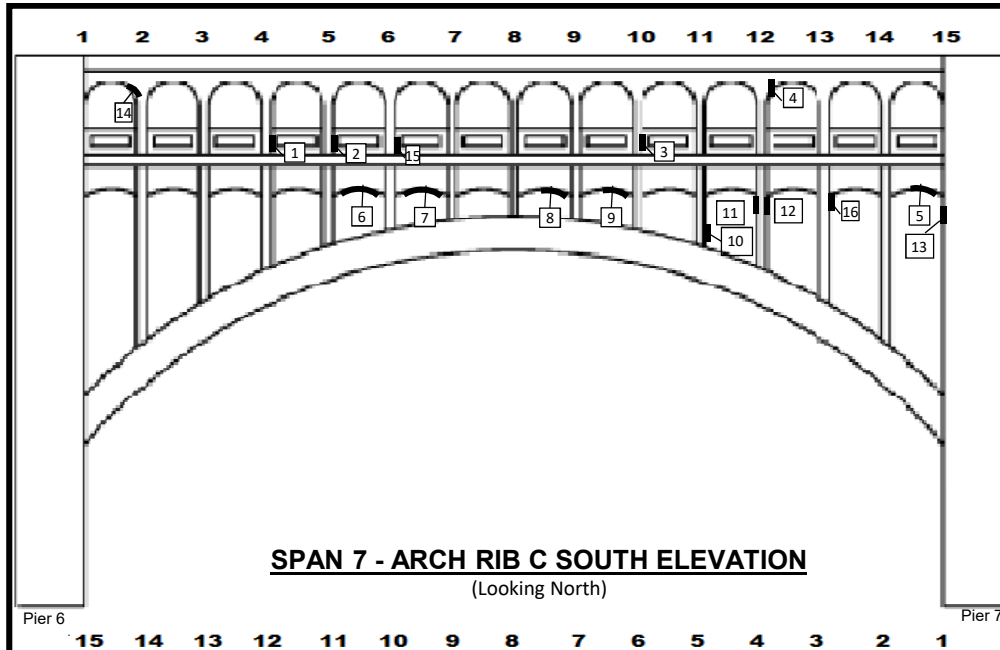 1 2 3 4 5 6 7 8 9 10 11 12 13 14 15
14
4
1 2 15 3
6 7 8 9 11 12 16 5
10 13
SPAN 7 - ARCH RIB C SOUTH ELEVATION
(Looking North)
Pier 6 Pier 7
15 14 13 12 11 10 9 8 7 6 5 4 3 2 1